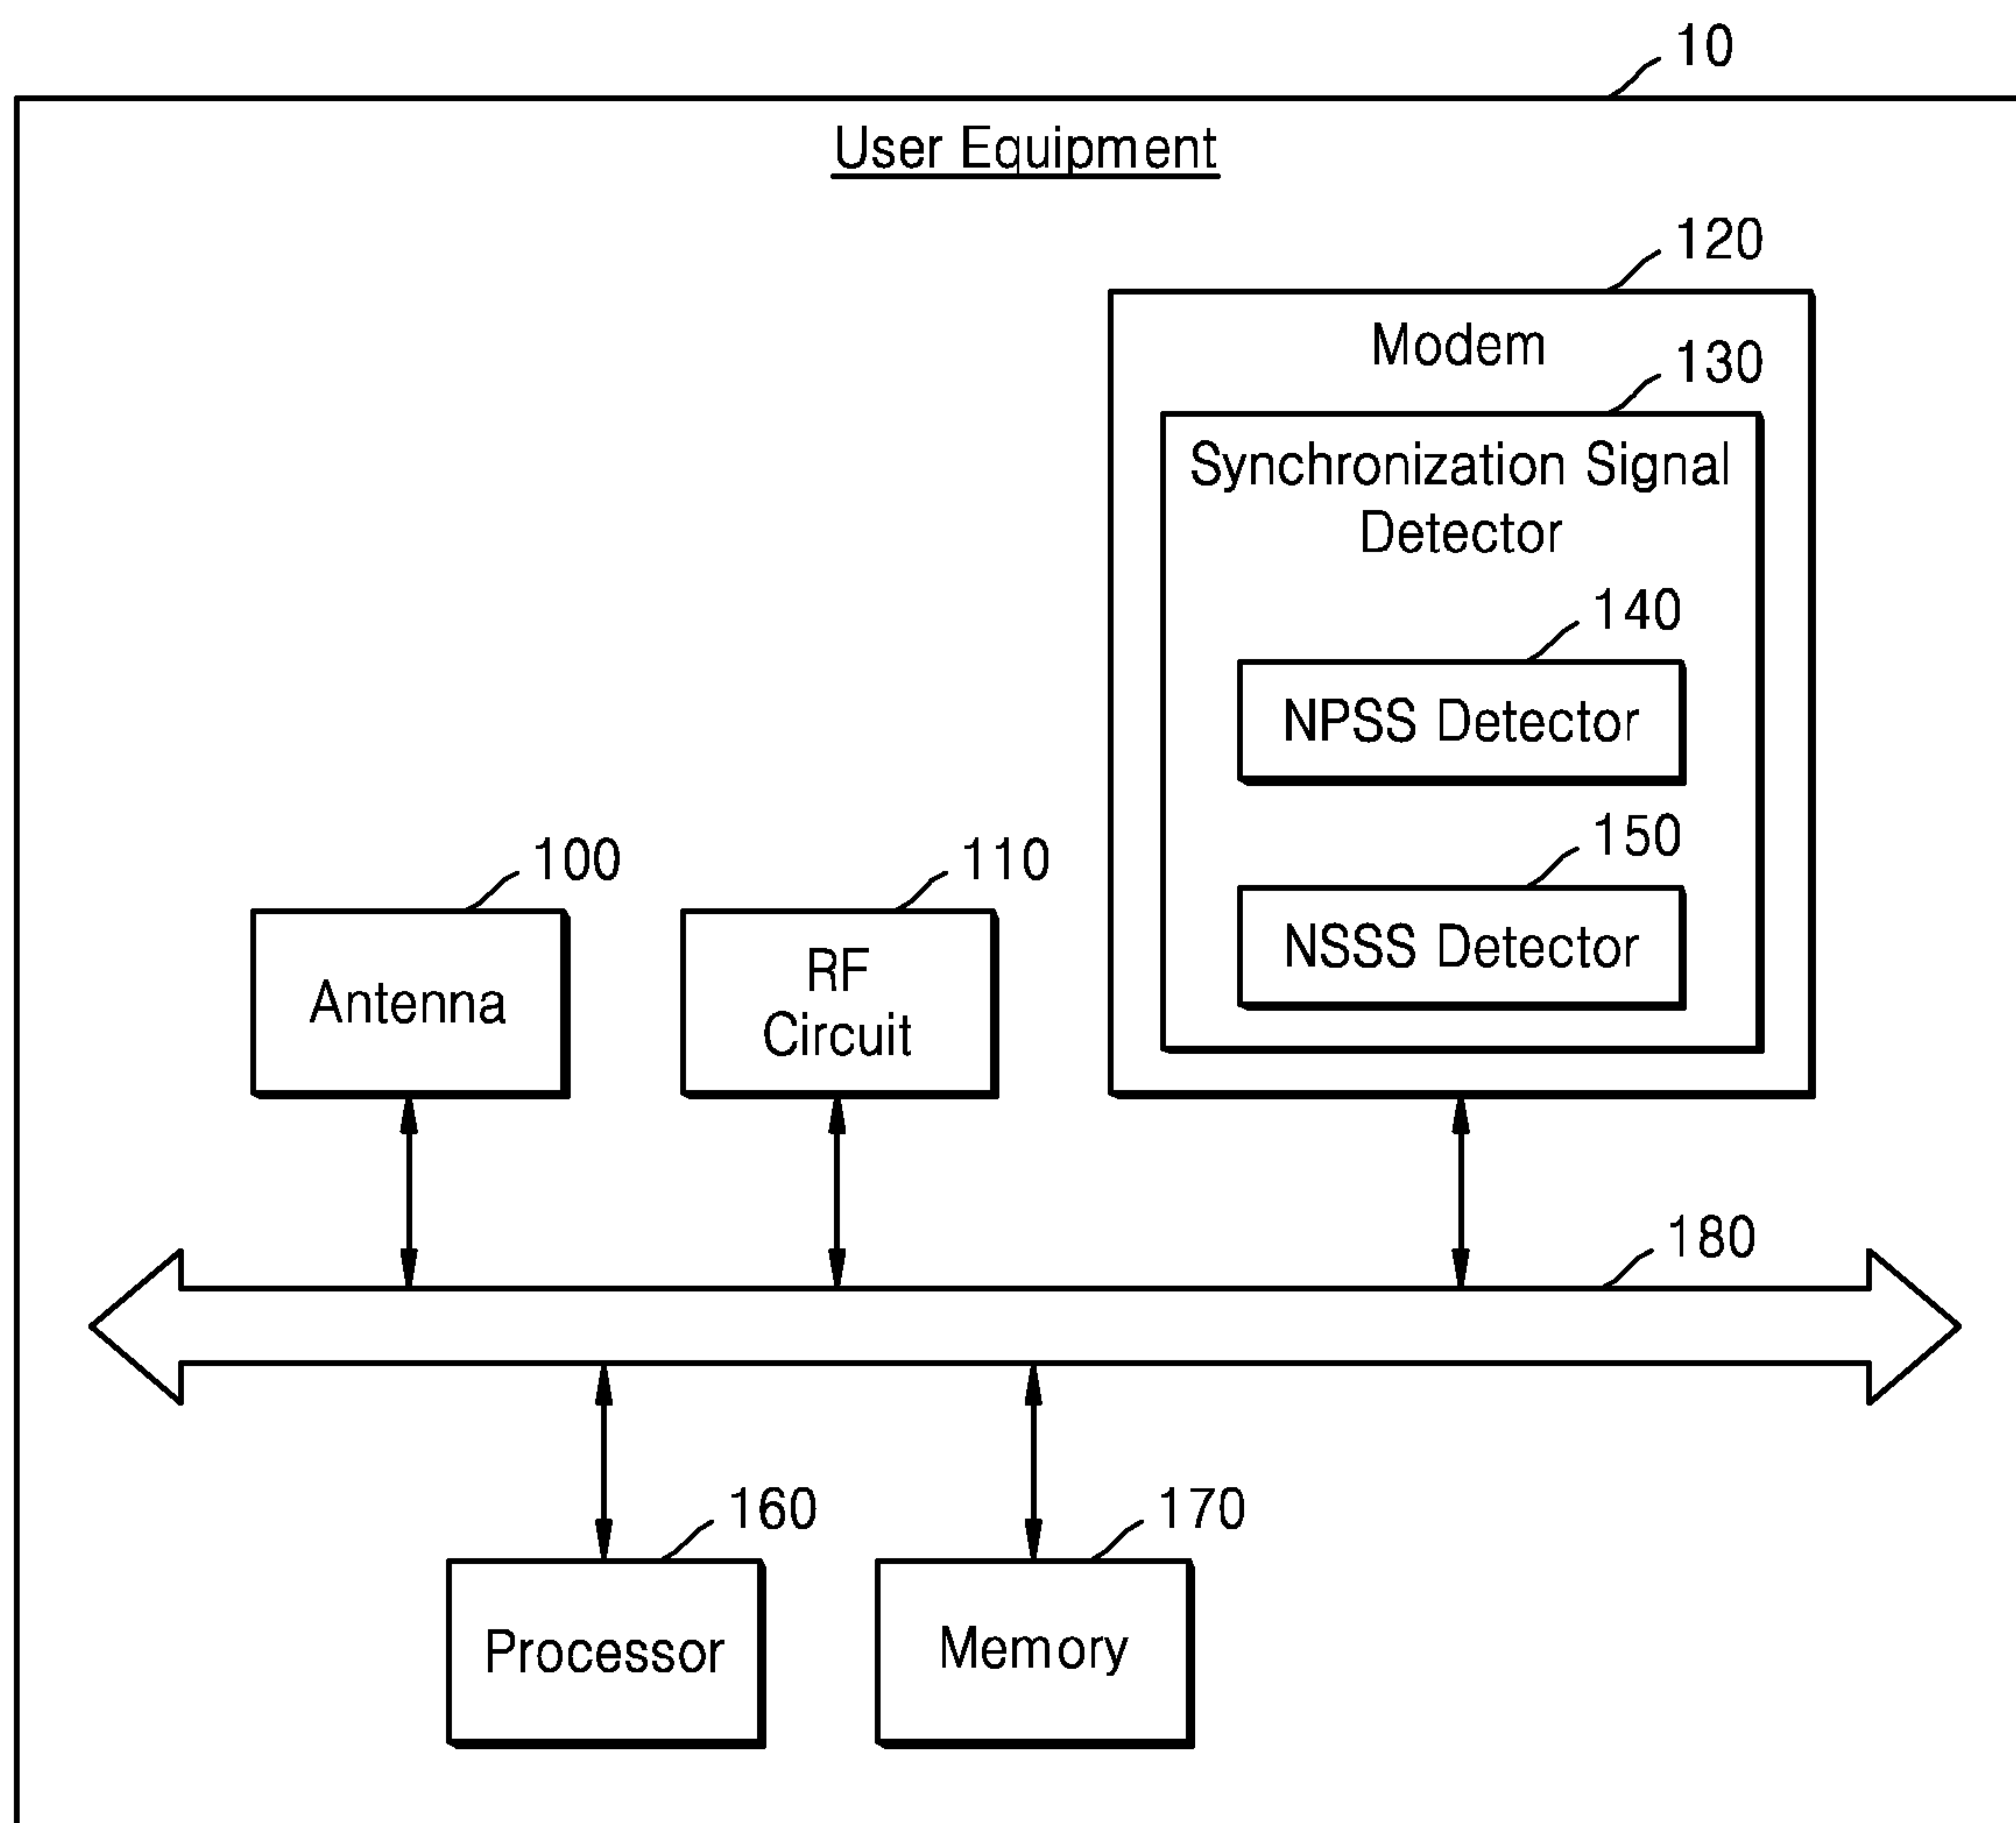 10
User Equipment
120
Modem
130
Synchronization Signal
Detector
140
NPSS Detector
150
NSSS Detector
100
Antenna
110
RF
Circuit
180
160
Processor
170
Memory